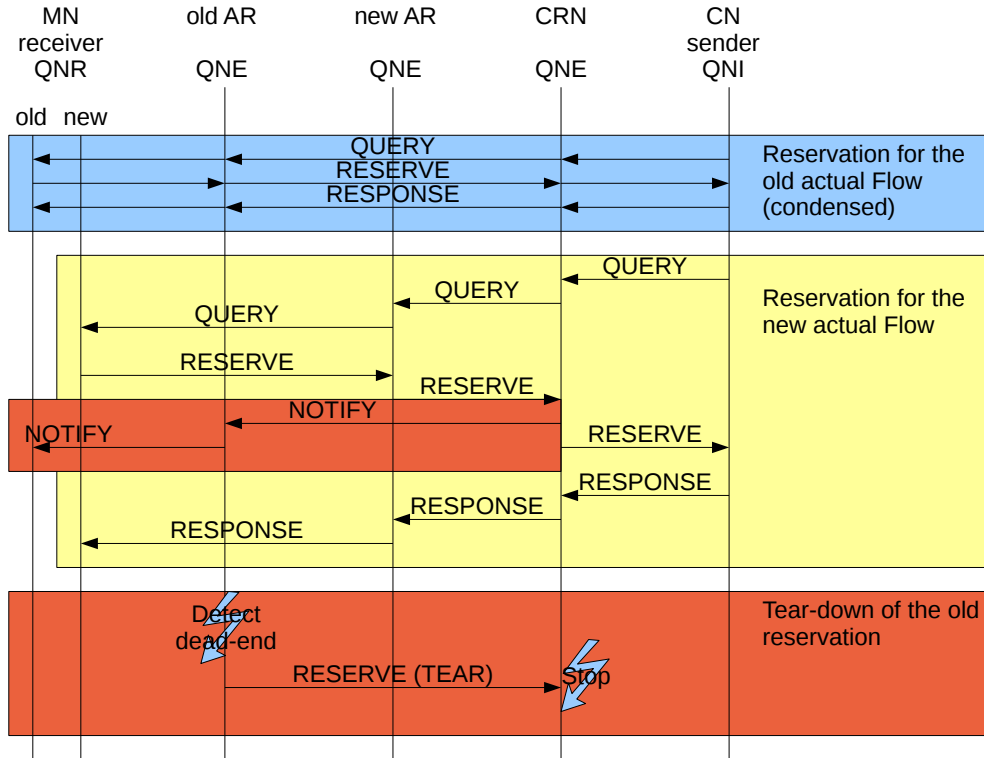 MN
receiver
QNR
old AR
QNE
new AR
QNE
CRN
QNE
CN
sender
QNI
old
new
QUERY
RESERVE
RESPONSE
Reservation for the
old actual Flow
(condensed)
QUERY
QUERY
QUERY
Reservation for the
new actual Flow
RESERVE
RESERVE
NOTIFY
NOTIFY
RESERVE
RESPONSE
RESPONSE
RESPONSE
Detect
dead-end
Tear-down of the old
reservation
RESERVE (TEAR)
Stop